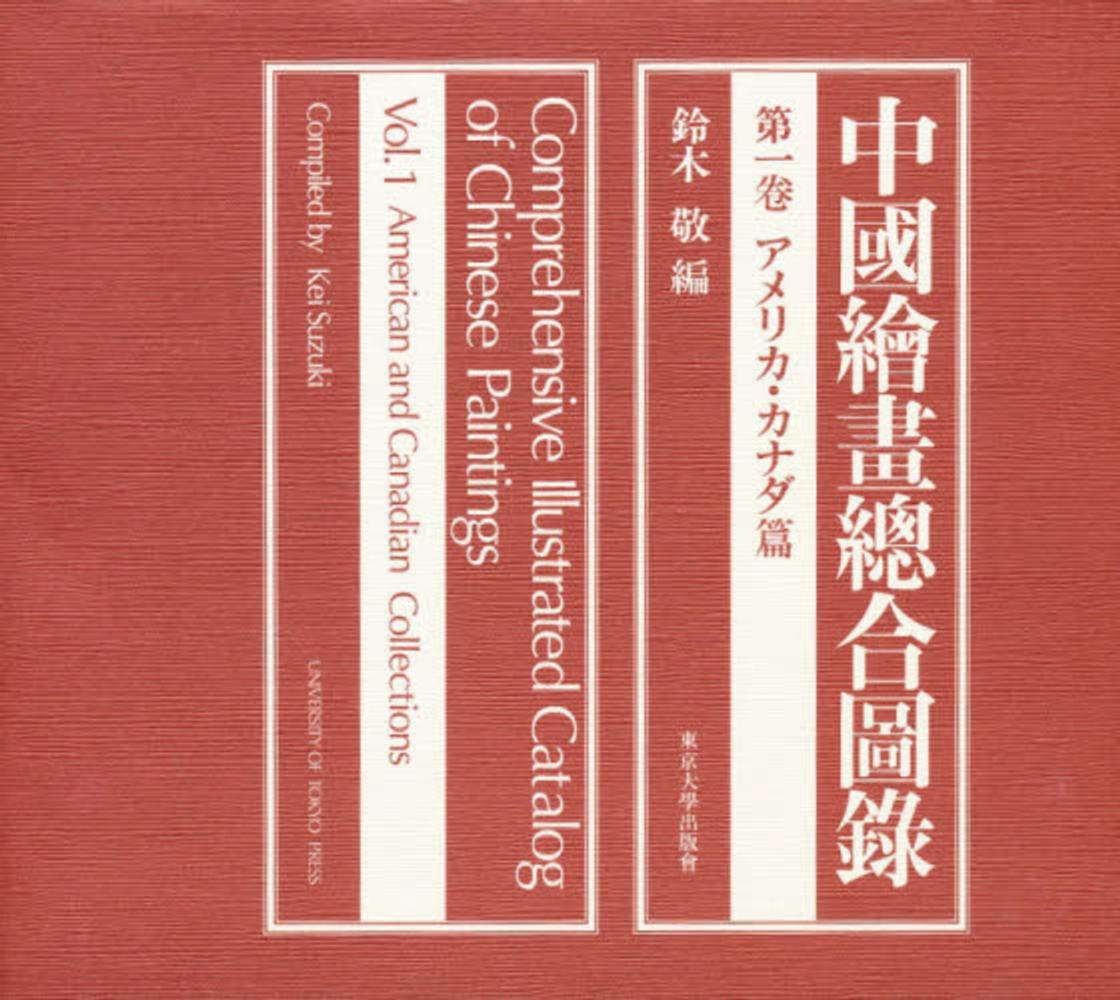 中國繪畫總合圖錄
第一卷 アメリカ・カナダ篇
鈴木 敬 編
東京大學出版會
Comprehensive Illustrated Catalog
of Chinese Paintings
Vol.1 American and Canadian Collections
Compiled by Kei Suzuki
UNIVERSITY OF TOKYO PRESS